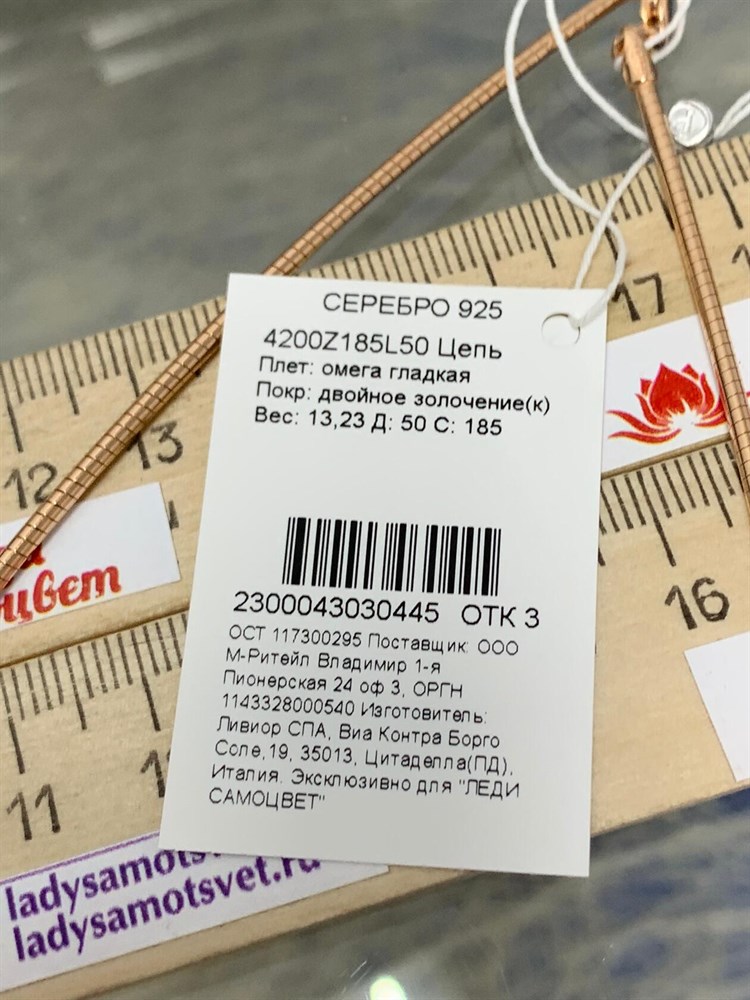 СЕРЕБРО 925
4200Z185L50 Цепь
Плет: омега гладкая
Покр: двойное золочение(к)
Вес: 13,23 Д: 50 С: 185
2300043030445 ОТК 3
ОСТ 117300295 Поставщик: ООО
М-Ритейл Владимир 1-я
Пионерская 24 оф 3, ОРГН
1143328000540 Изготовитель:
Ливиор СПА, Виа Контра Борго
Соле,19, 35013, Цитаделла(ПД),
Италия. Эксклюзивно для "ЛЕДИ
САМОЦВЕТ"
12
13
17
16
11
ladysamotsvet.ru